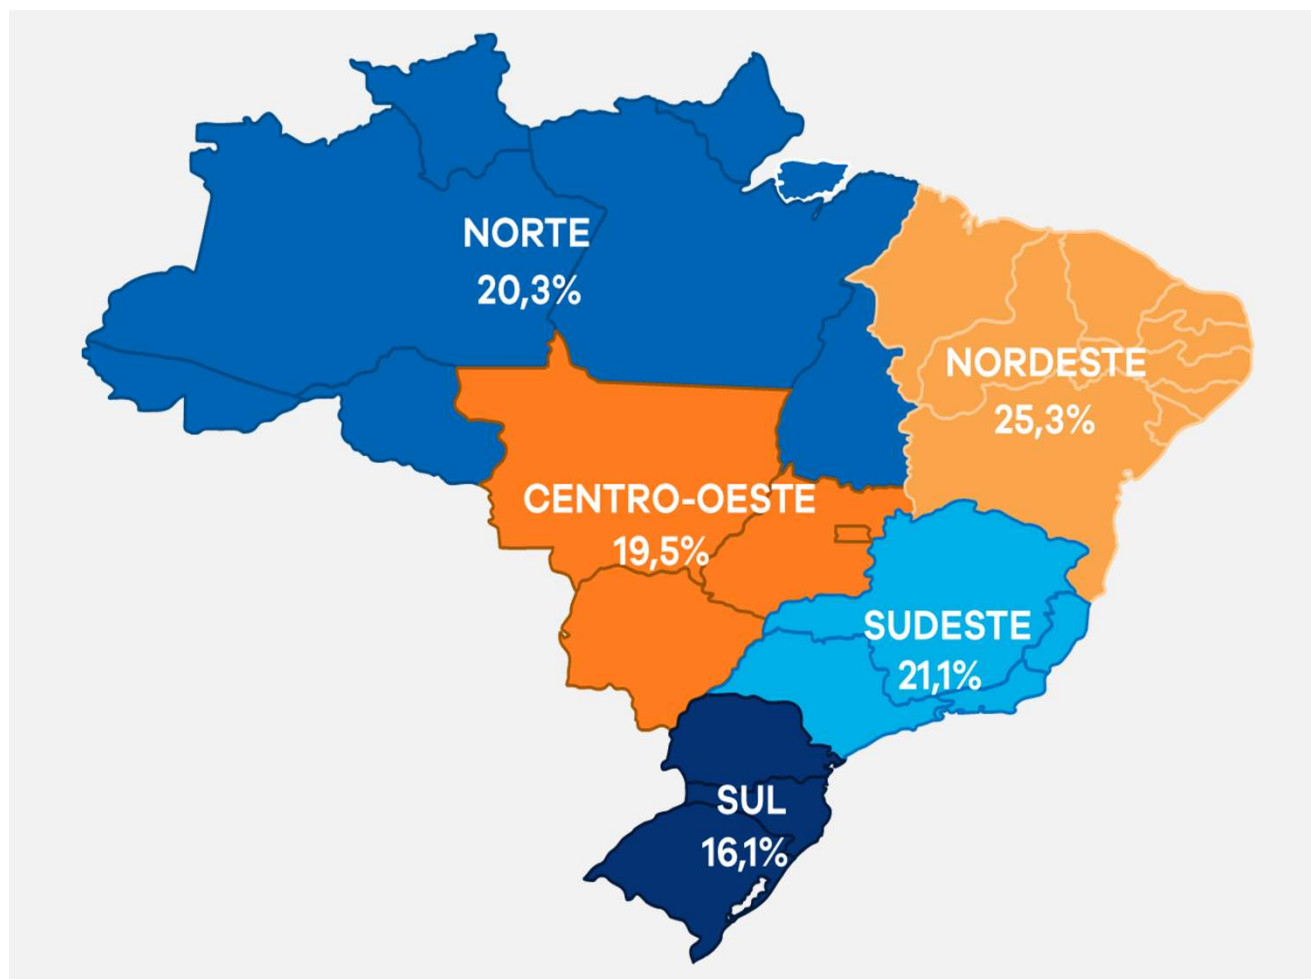 NORTE
20,3%
NORDESTE
25,3%
CENTRO-OESTE
19,5%
SUDESTE
21,1%
SUL
16,1%